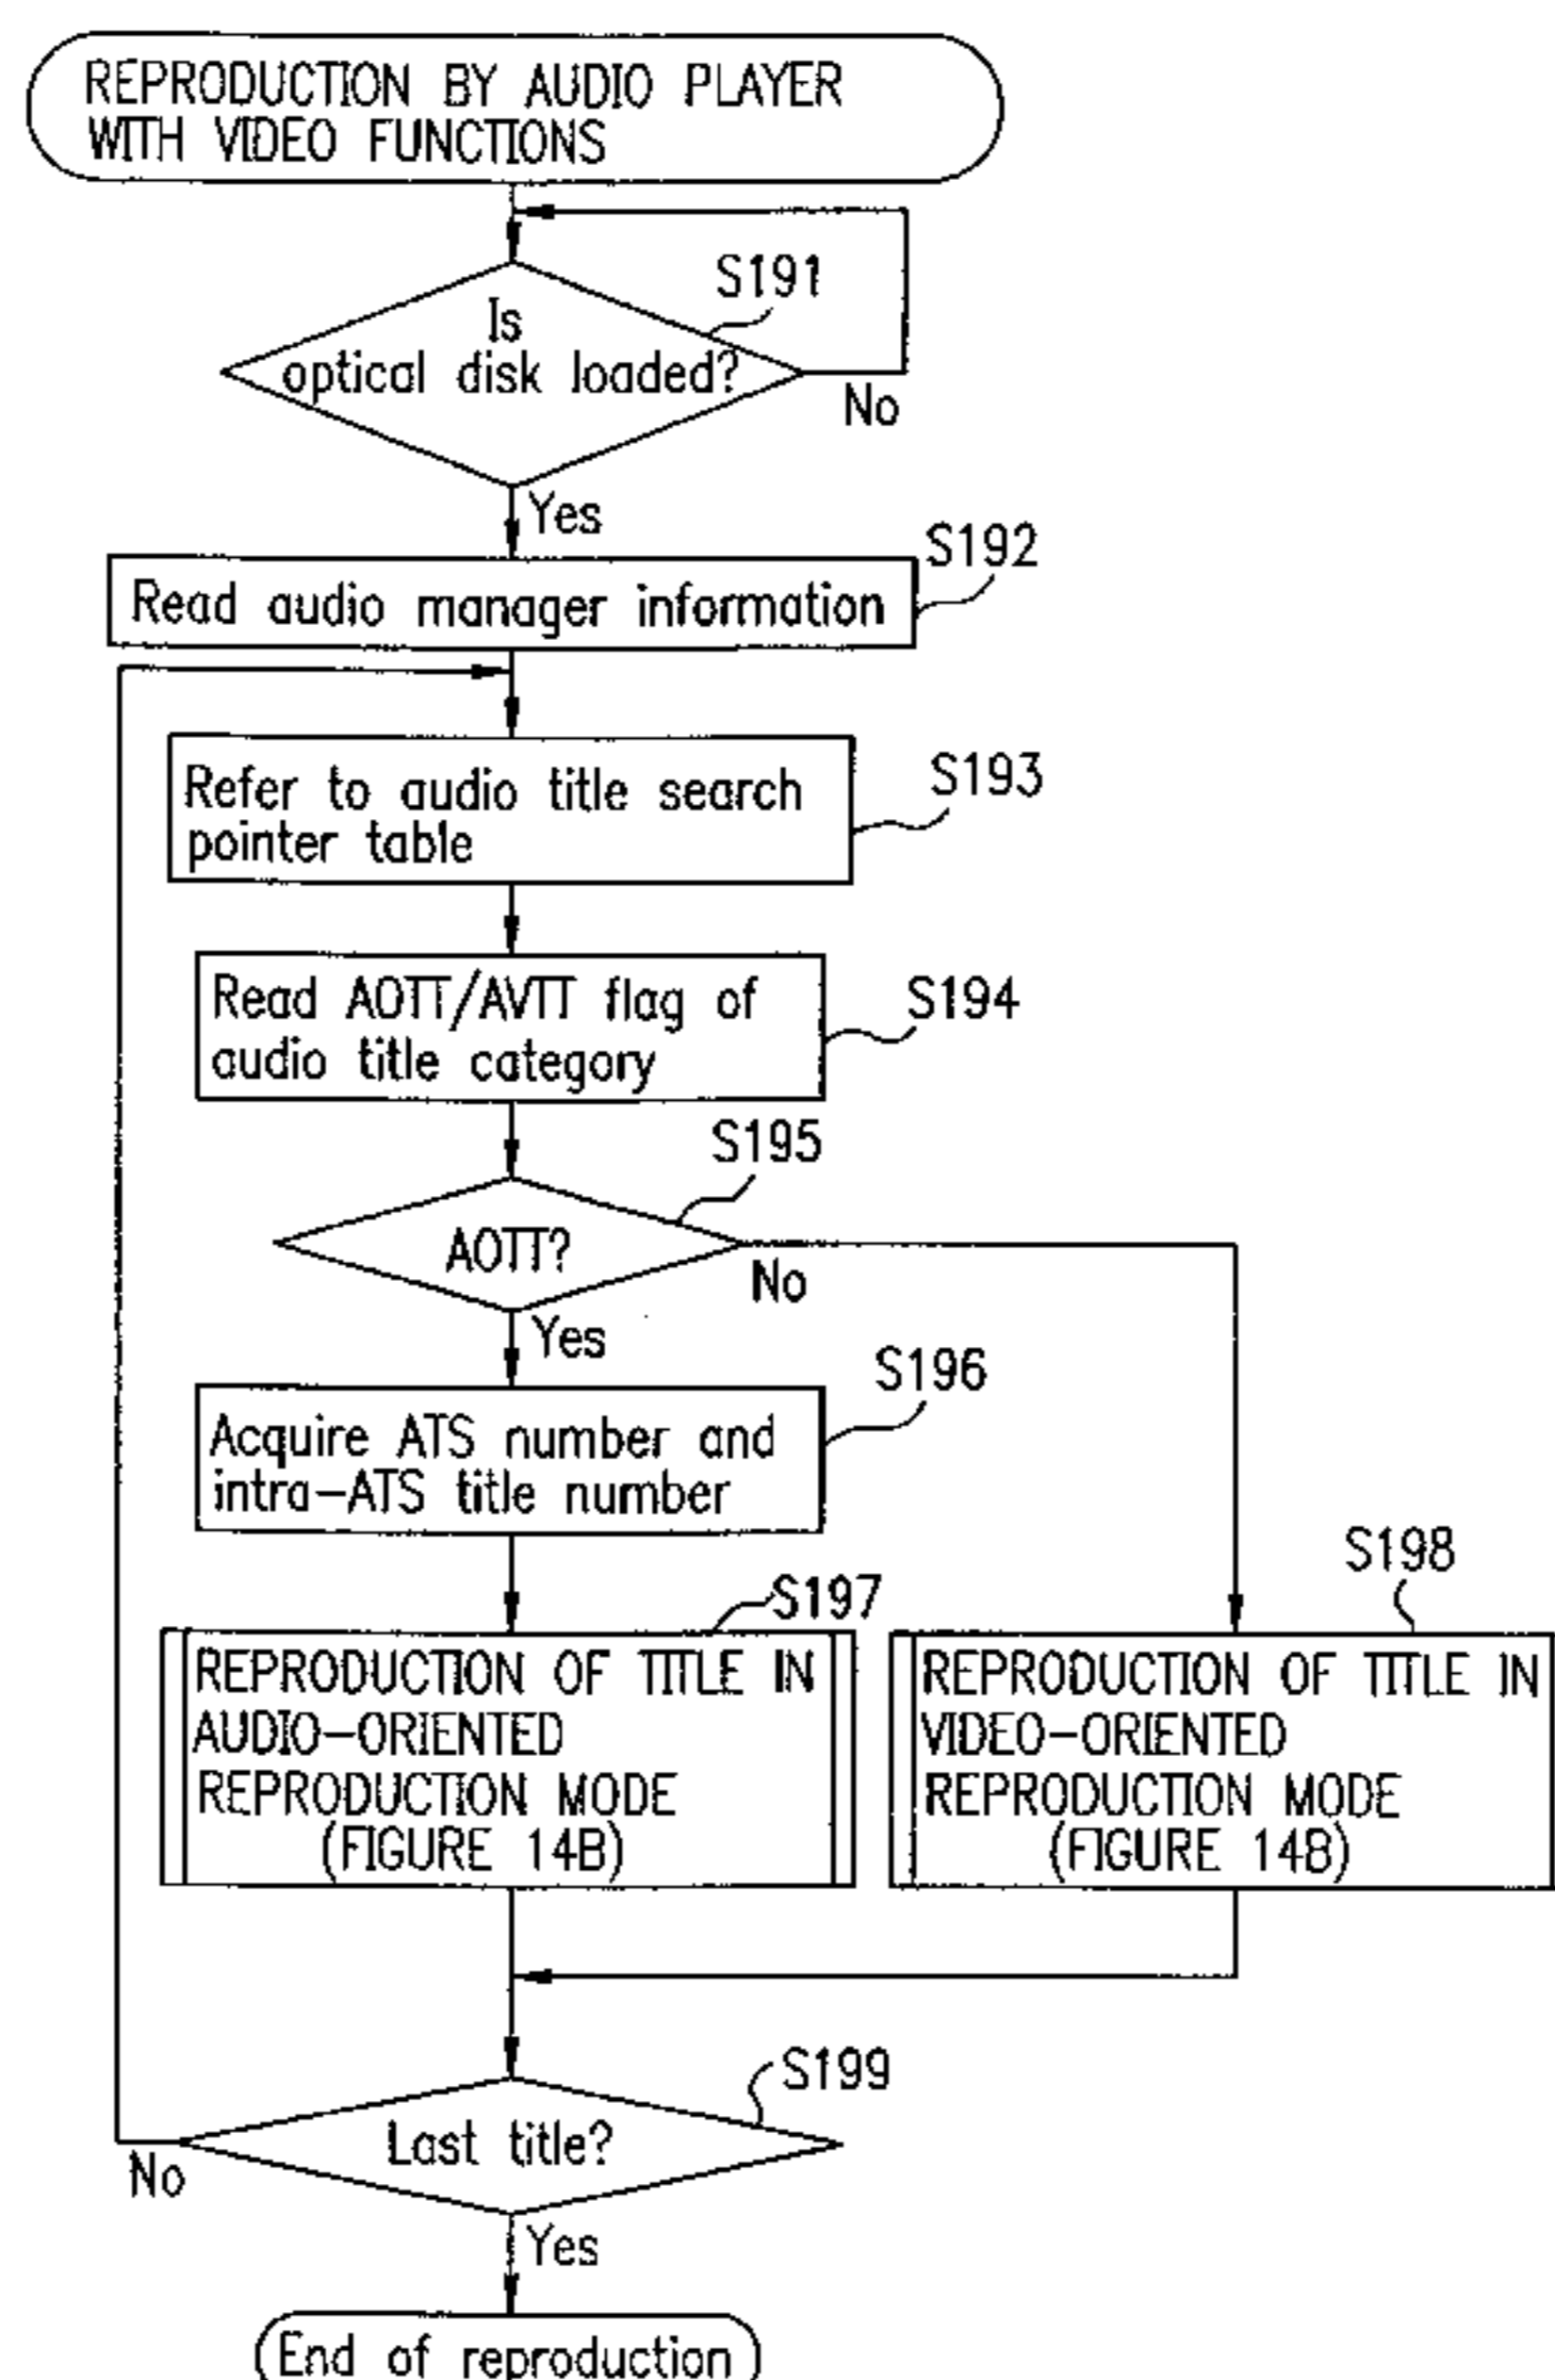 REPRODUCTION BY AUDIO PLAYER
WITH VIDEO FUNCTIONS
S191
Is
optical disk loaded?
No
Yes
S192
Read audio manager information
S193
Refer to audio title search
pointer table
S194
Read AOTT/AVTT flag of
audio title category
S195
AOTT?
No
Yes
S196
Acquire ATS number and
intra-ATS title number
S197
REPRODUCTION OF TITLE IN
AUDIO-ORIENTED
REPRODUCTION MODE
(FIGURE 14B)
S198
REPRODUCTION OF TITLE IN
VIDEO-ORIENTED
REPRODUCTION MODE
(FIGURE 14B)
S199
Last title?
No
Yes
End of reproduction